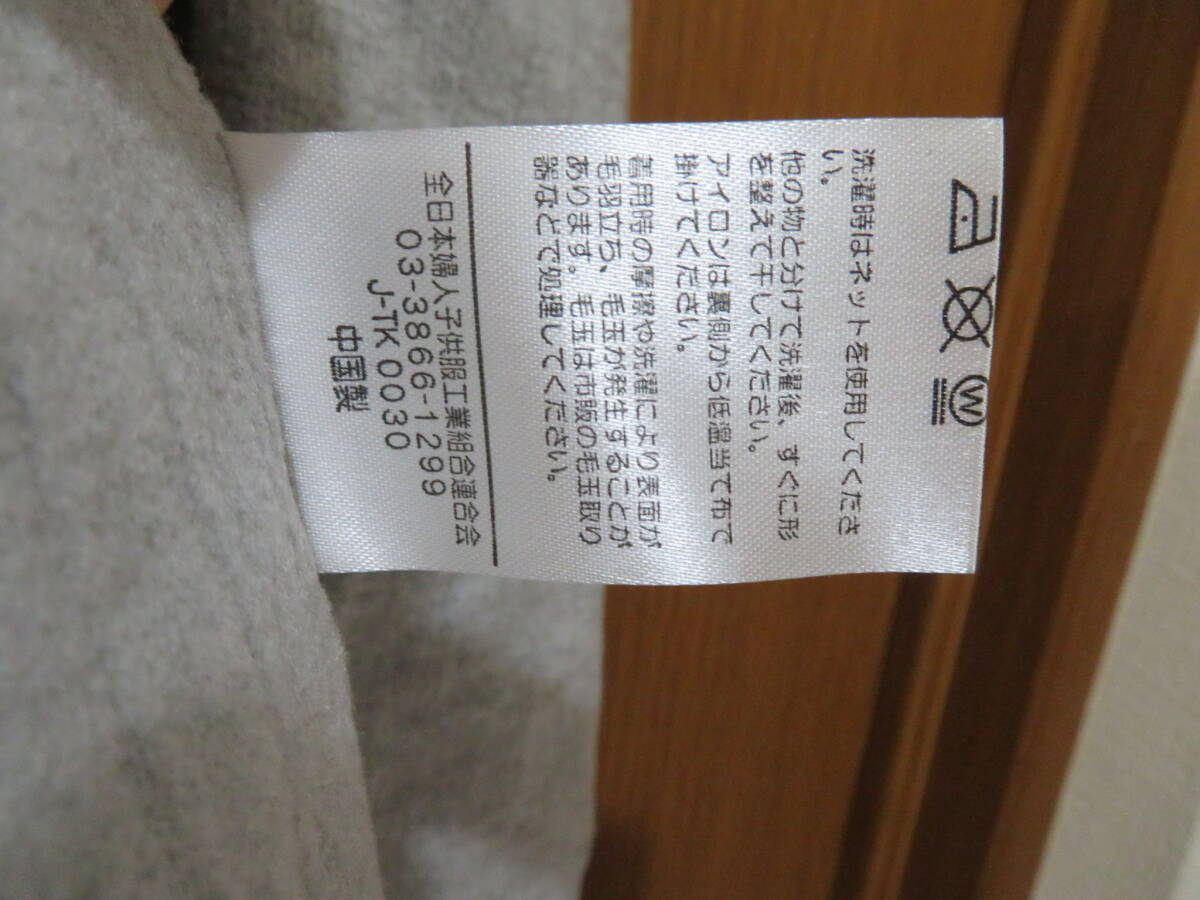 W
洗濯時はネットを使用してくださ
い。
他の物と分けて洗濯後、すぐに形
を整えて干してください。
アイロンは裏側から低温当て布て
掛けてください。
着用時の摩擦や洗濯により表面が
毛羽立ち、毛玉が発生することが
あります。毛玉は市販の毛玉取り
器などで処理してください。
全日本婦人子供服工業組合連合会
03-3866-1299
J-TK0030
中国製